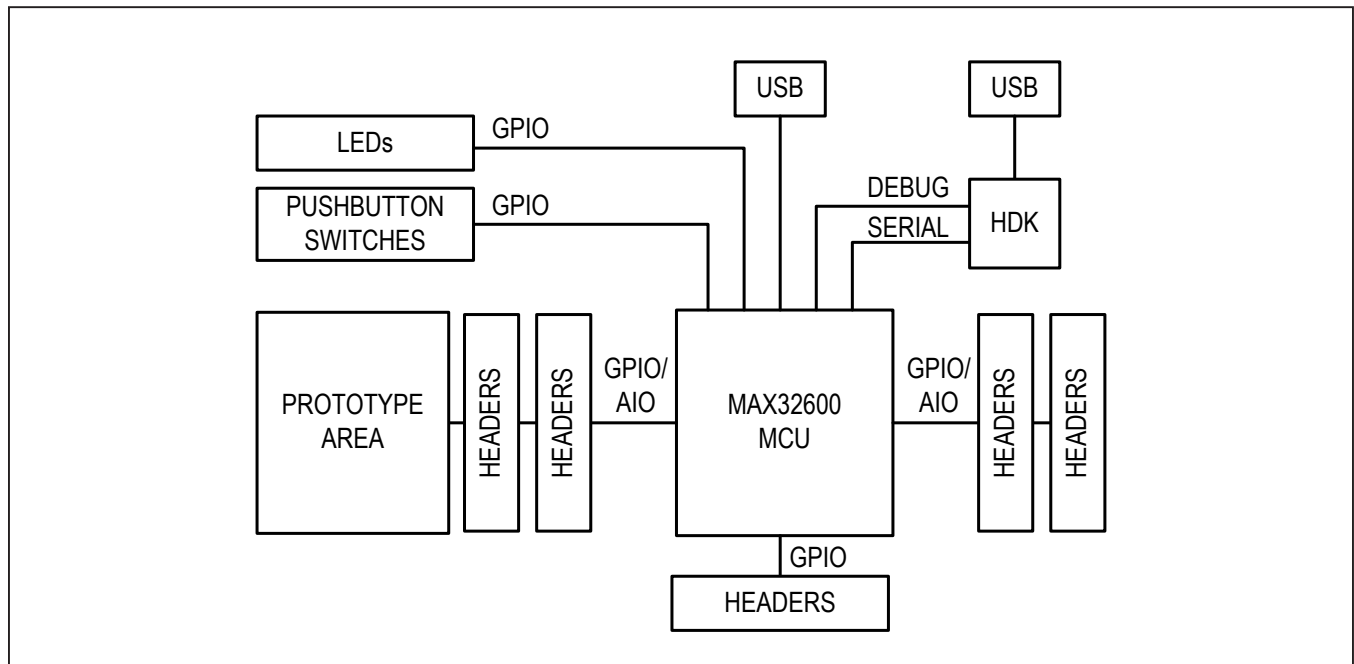 USB
USB
LEDs
GPIO
PUSHBUTTON
SWITCHES
GPIO
DEBUG
SERIAL
HDK
PROTOTYPE
AREA
HEADERS
HEADERS
GPIO/
AIO
MAX32600
MCU
GPIO/
AIO
HEADERS
HEADERS
GPIO
HEADERS